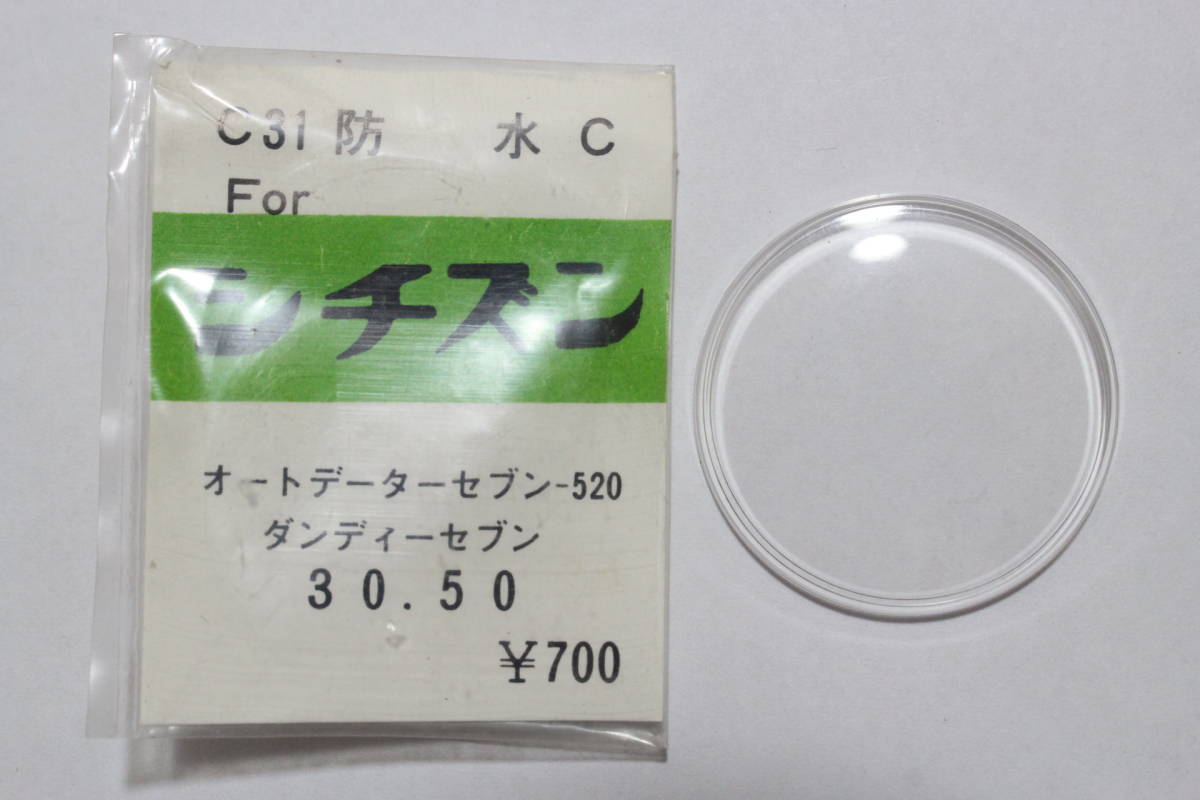 C31 防 水 C
For
シチズン
オートデーターセブン-520
ダンディーセブン
30.50
¥700